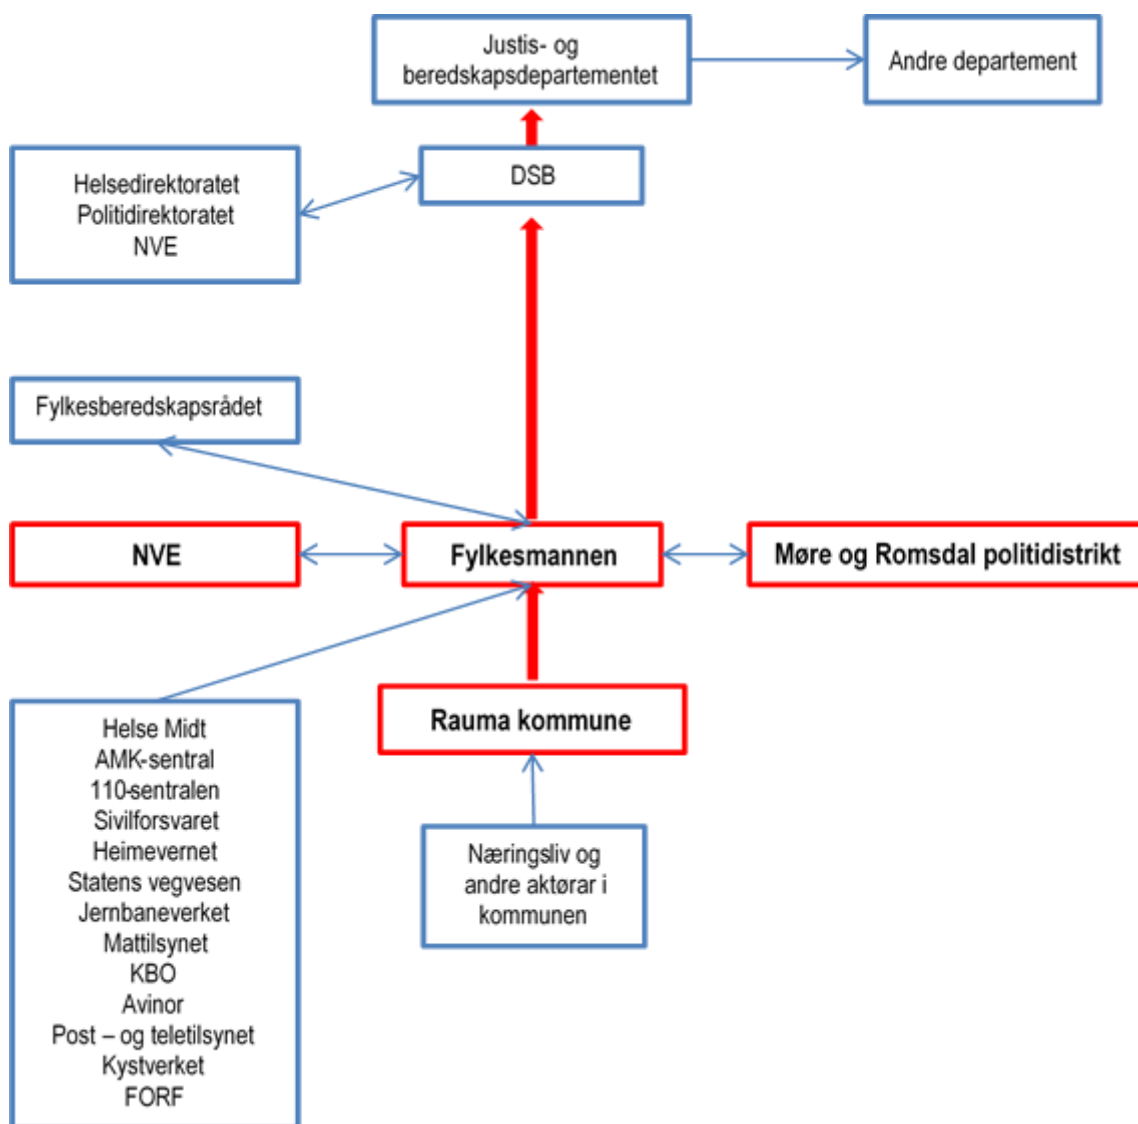 Justis- og
beredskapsdepartementet
Andre departement
DSB
Helsedirektoratet
Politidirektoratet
NVE
Fylkesberedskapsrådet
NVE
Fylkesmannen
Møre og Romsdal politidistrikt
Rauma kommune
Helse Midt
AMK-sentral
110-sentralen
Sivilforsvaret
Heimevernet
Statens vegvesen
Jernbaneverket
Mattilsynet
KBO
Avinor
Post – og teletilsynet
Kystverket
FORF
Næringsliv og
andre aktørar i
kommunen